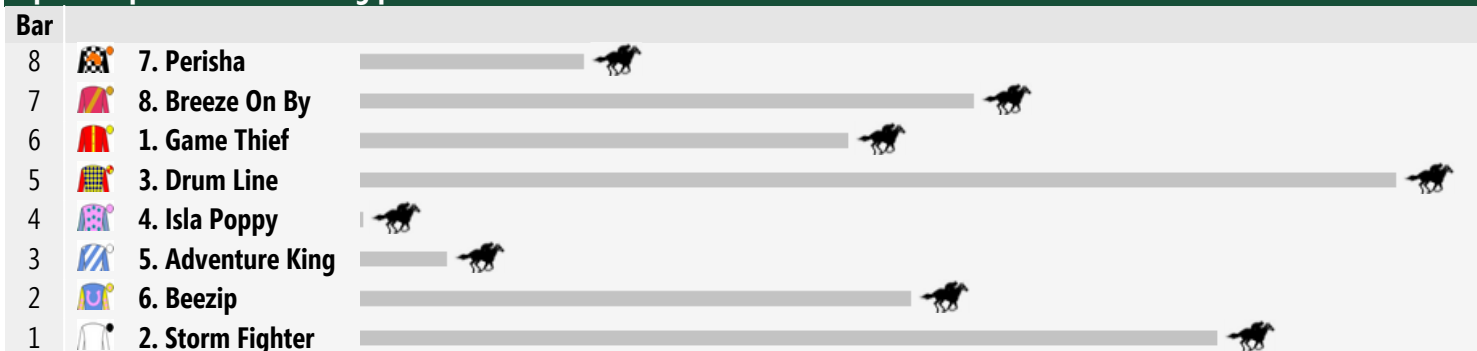 Bar
8 7. Perisha
7 8. Breeze On By
6 1. Game Thief
5 3. Drum Line
4 4. Isla Poppy
3 5. Adventure King
2 6. Beezip
1 2. Storm Fighter